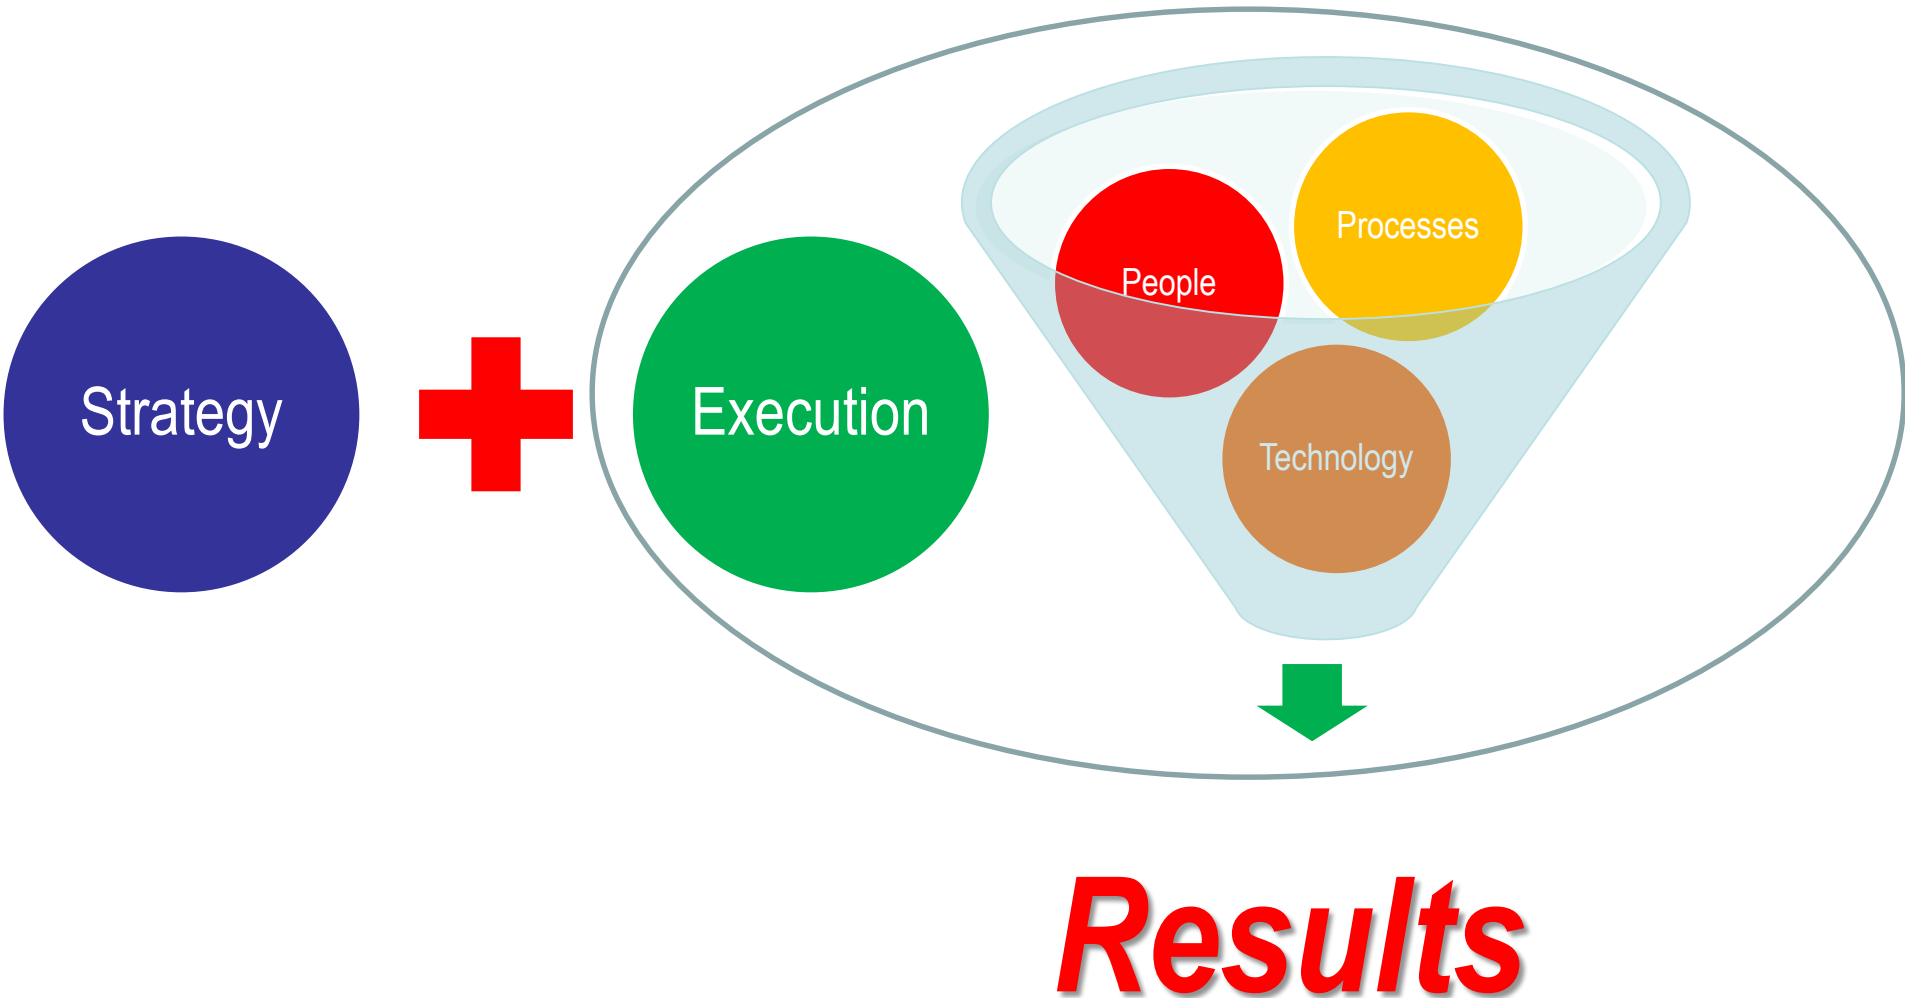 Strategy
Execution
People
Processes
Technology
Results